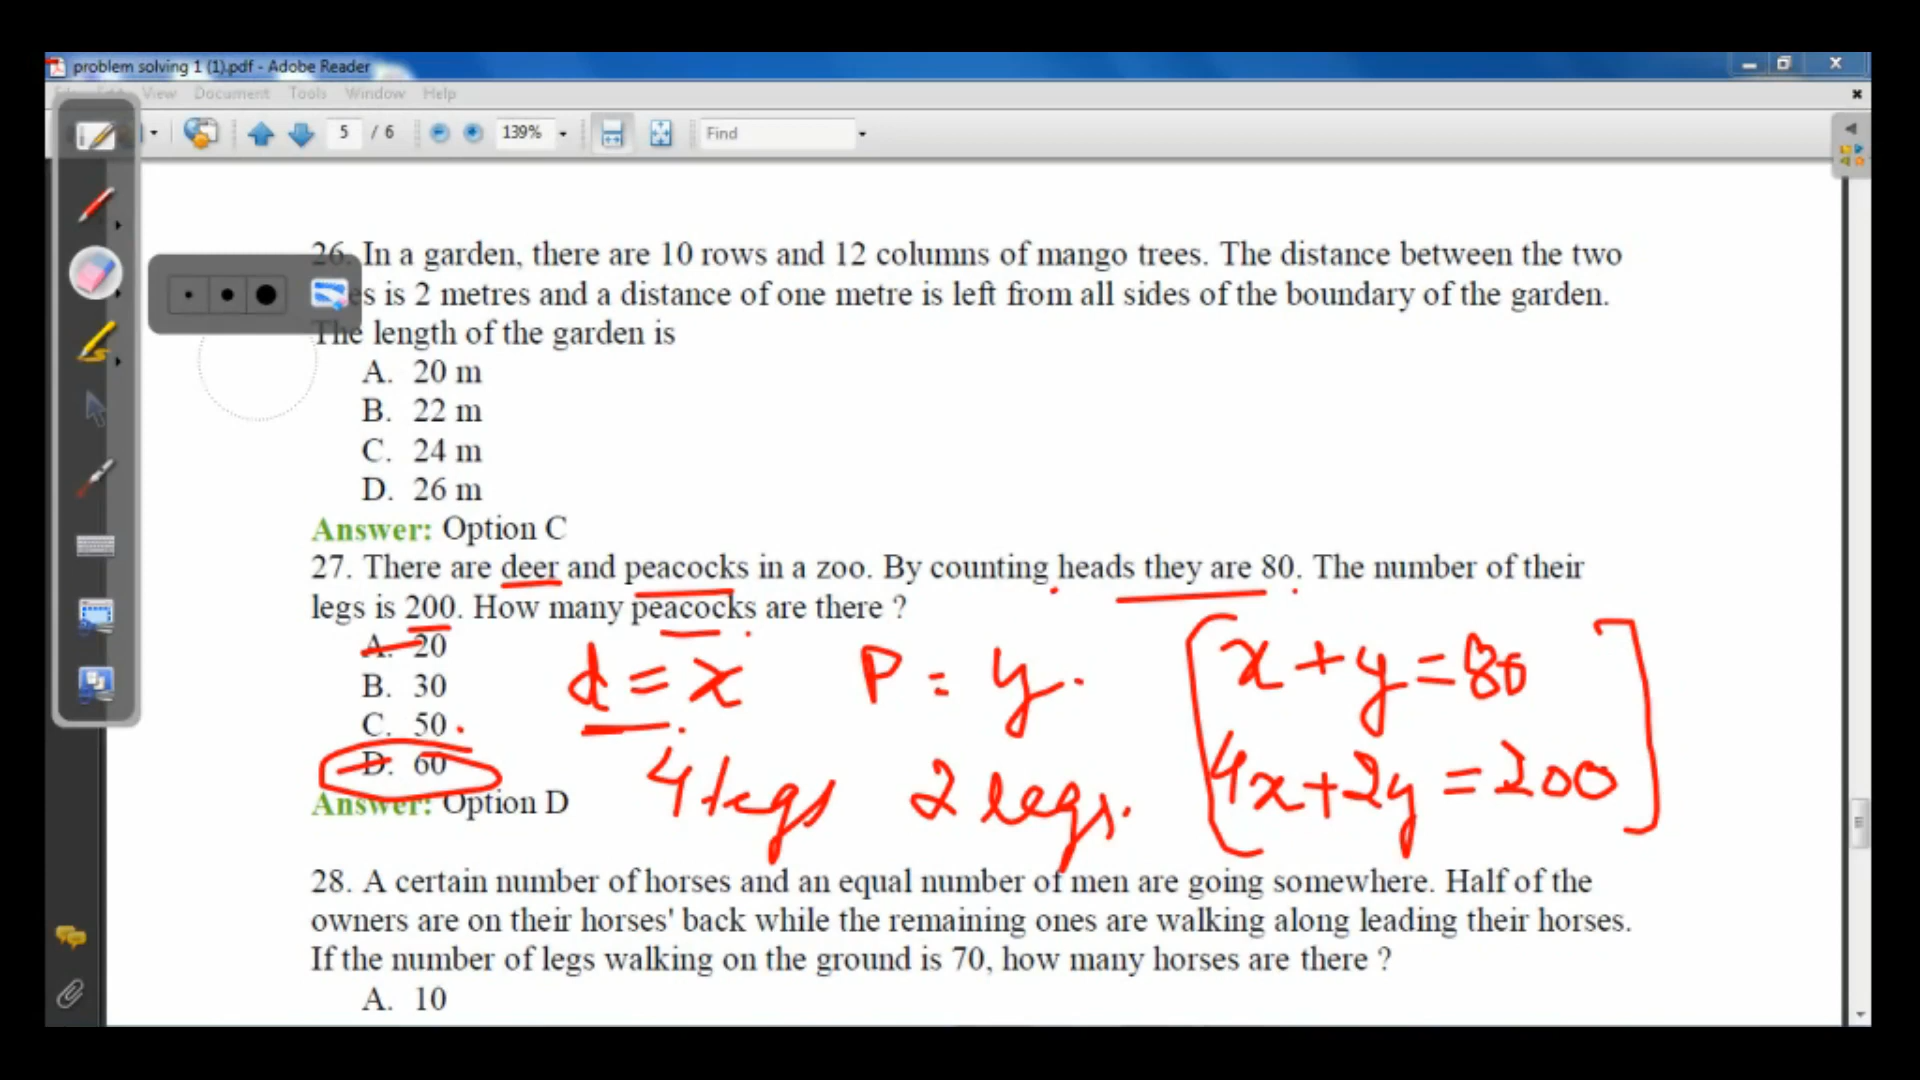 problem solving 1 (1).pdf - Adobe Reader
View Document Tools Window Help
5 / 6 139% Find
26. In a garden, there are 10 rows and 12 columns of mango trees. The distance between the two
es is 2 metres and a distance of one metre is left from all sides of the boundary of the garden.
The length of the garden is
A. 20 m
B. 22 m
C. 24 m
D. 26 m
Answer: Option C
27. There are deer and peacocks in a zoo. By counting heads they are 80. The number of their
legs is 200. How many peacocks are there ?
A. 20
B. 30
C. 50
D. 60
Answer: Option D
d = x P = y. x + y = 80
4 legs 2 legs. 4x + 2y = 200
28. A certain number of horses and an equal number of men are going somewhere. Half of the
owners are on their horses' back while the remaining ones are walking along leading their horses.
If the number of legs walking on the ground is 70, how many horses are there ?
A. 10